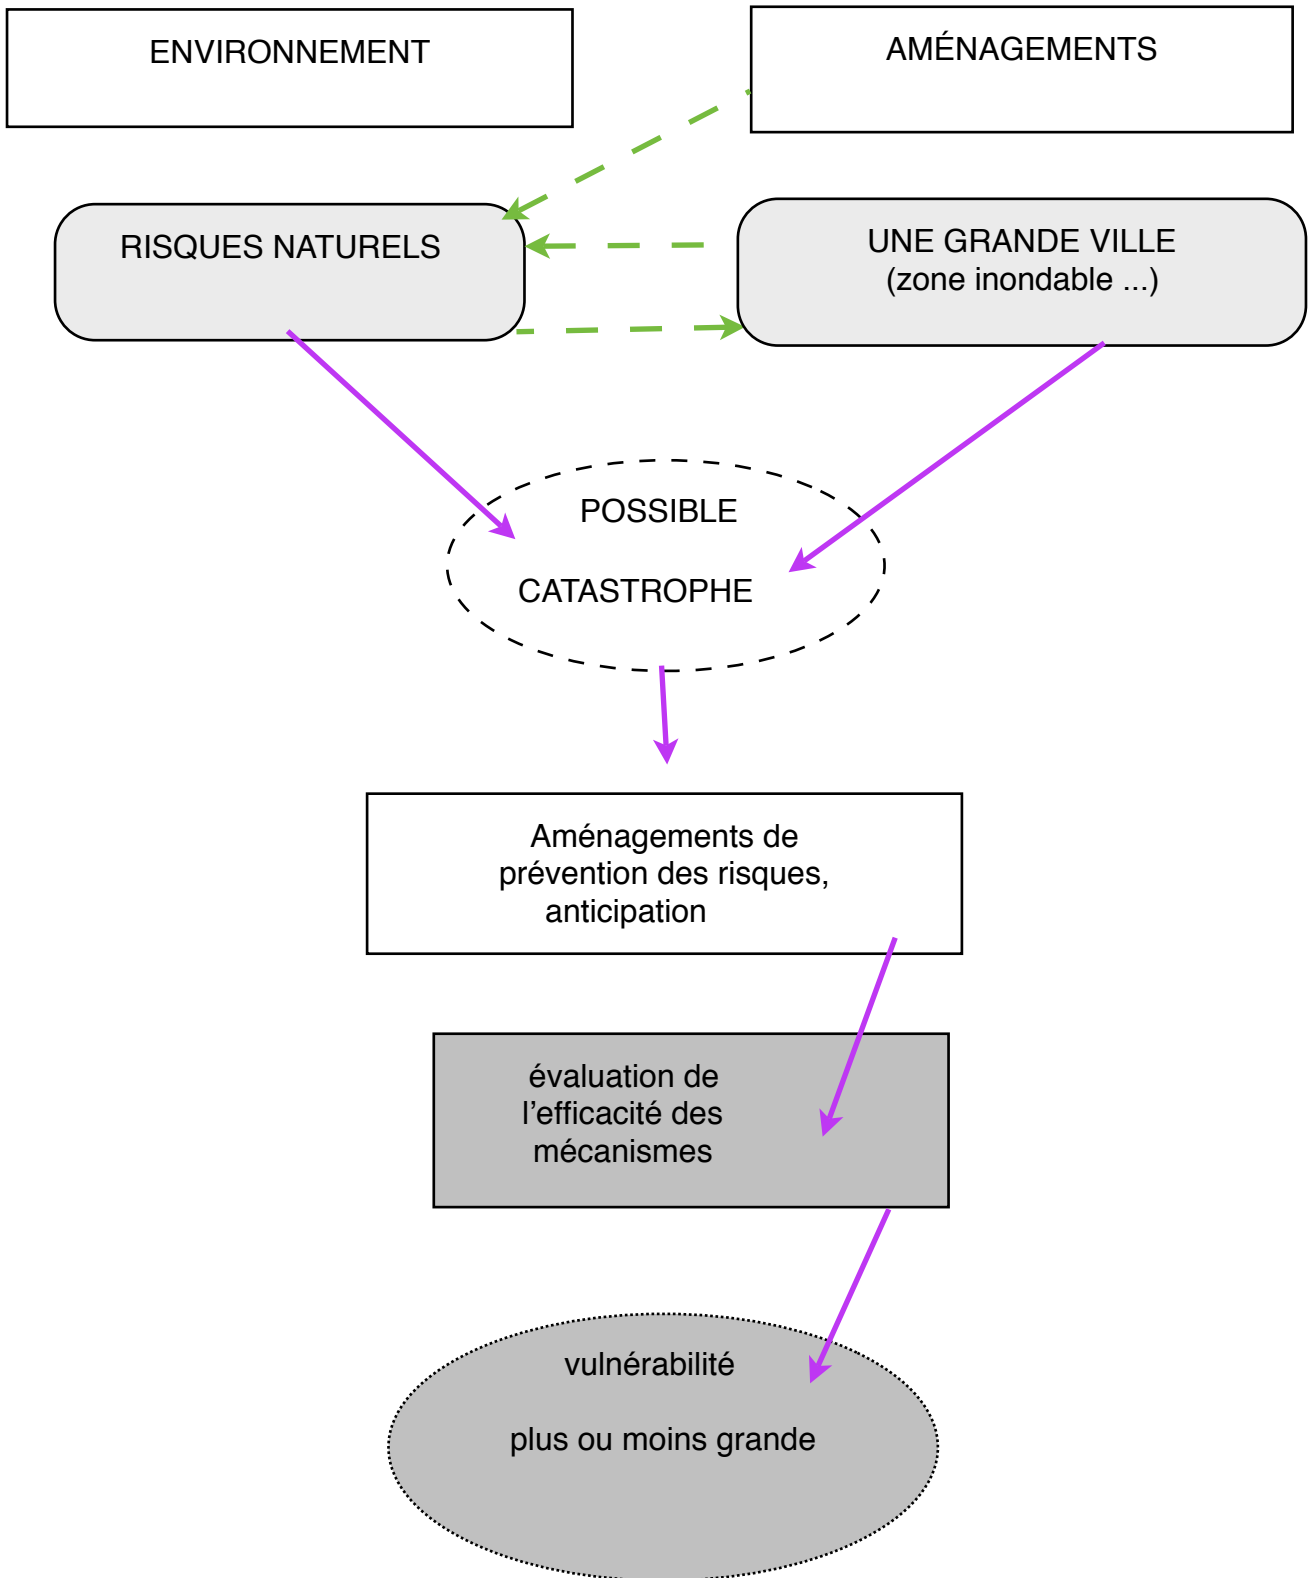 ENVIRONNEMENT
AMÉNAGEMENTS
RISQUES NATURELS
UNE GRANDE VILLE
(zone inondable ...)
POSSIBLE
CATASTROPHE
Aménagements de
prévention des risques,
anticipation
évaluation de
l'efficacité des
mécanismes
vulnérabilité
plus ou moins grande